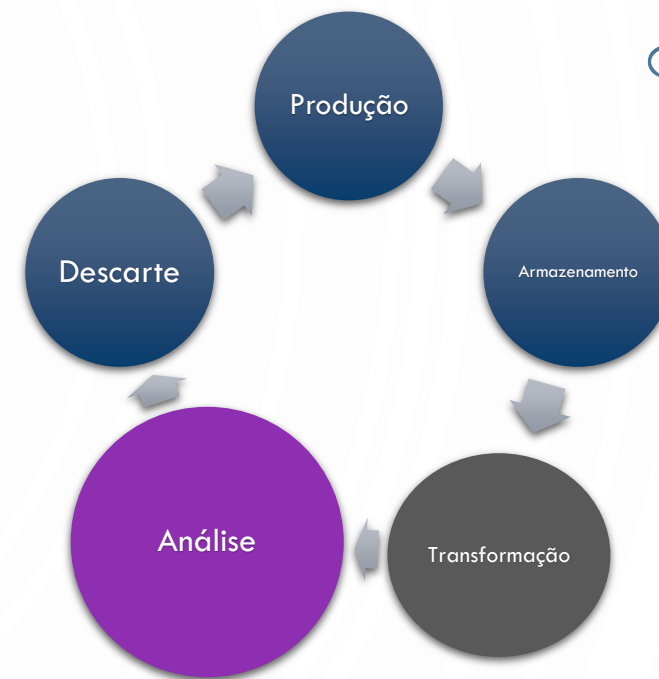 Produção
Descarte
Armazenamento
Análise
Transformação